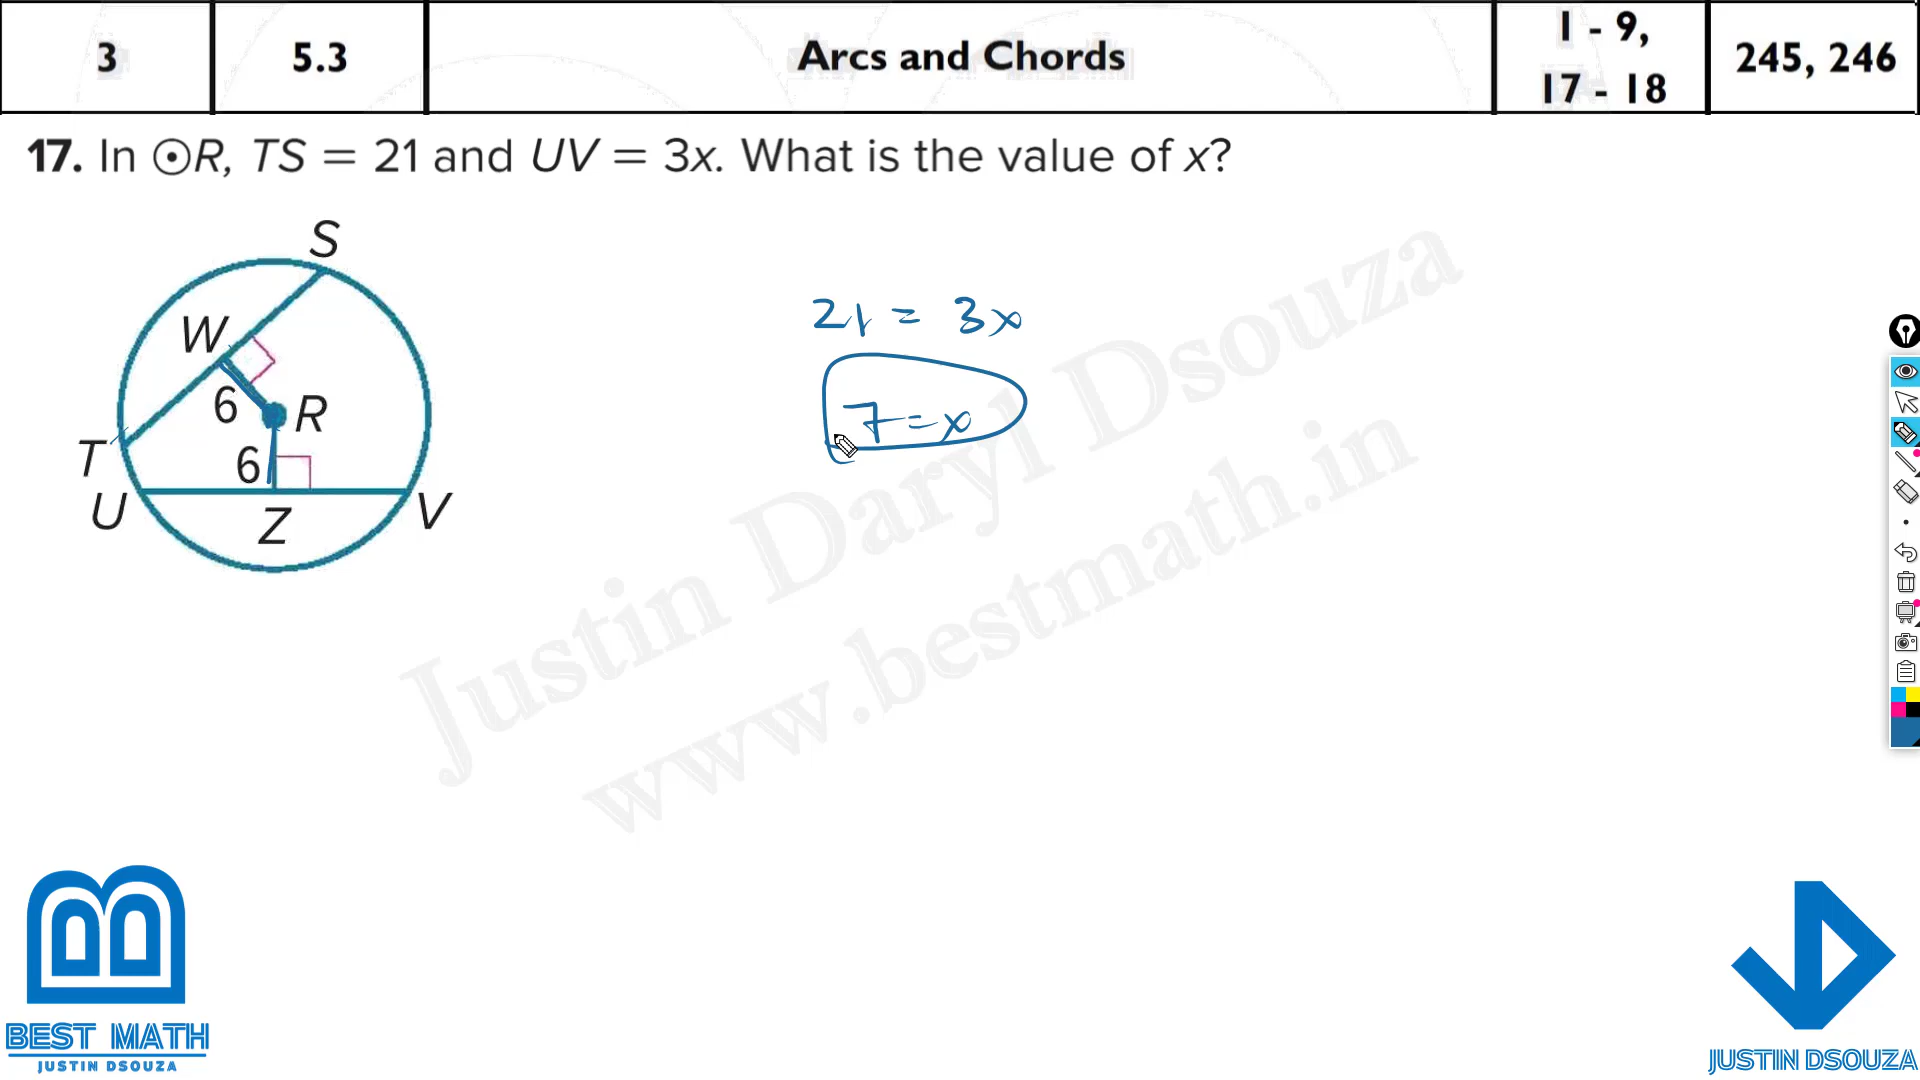 3
5.3
Arcs and Chords
1 - 9,
17 - 18
245, 246
17. In ⊙R, TS = 21 and UV = 3x. What is the value of x?
S
W
6
R
T
6
U
Z
V
21 = 3x
7 = x
Justin Daryl Dsouza
www.bestmath.in
BEST MATH
JUSTIN DSOUZA
JUSTIN DSOUZA